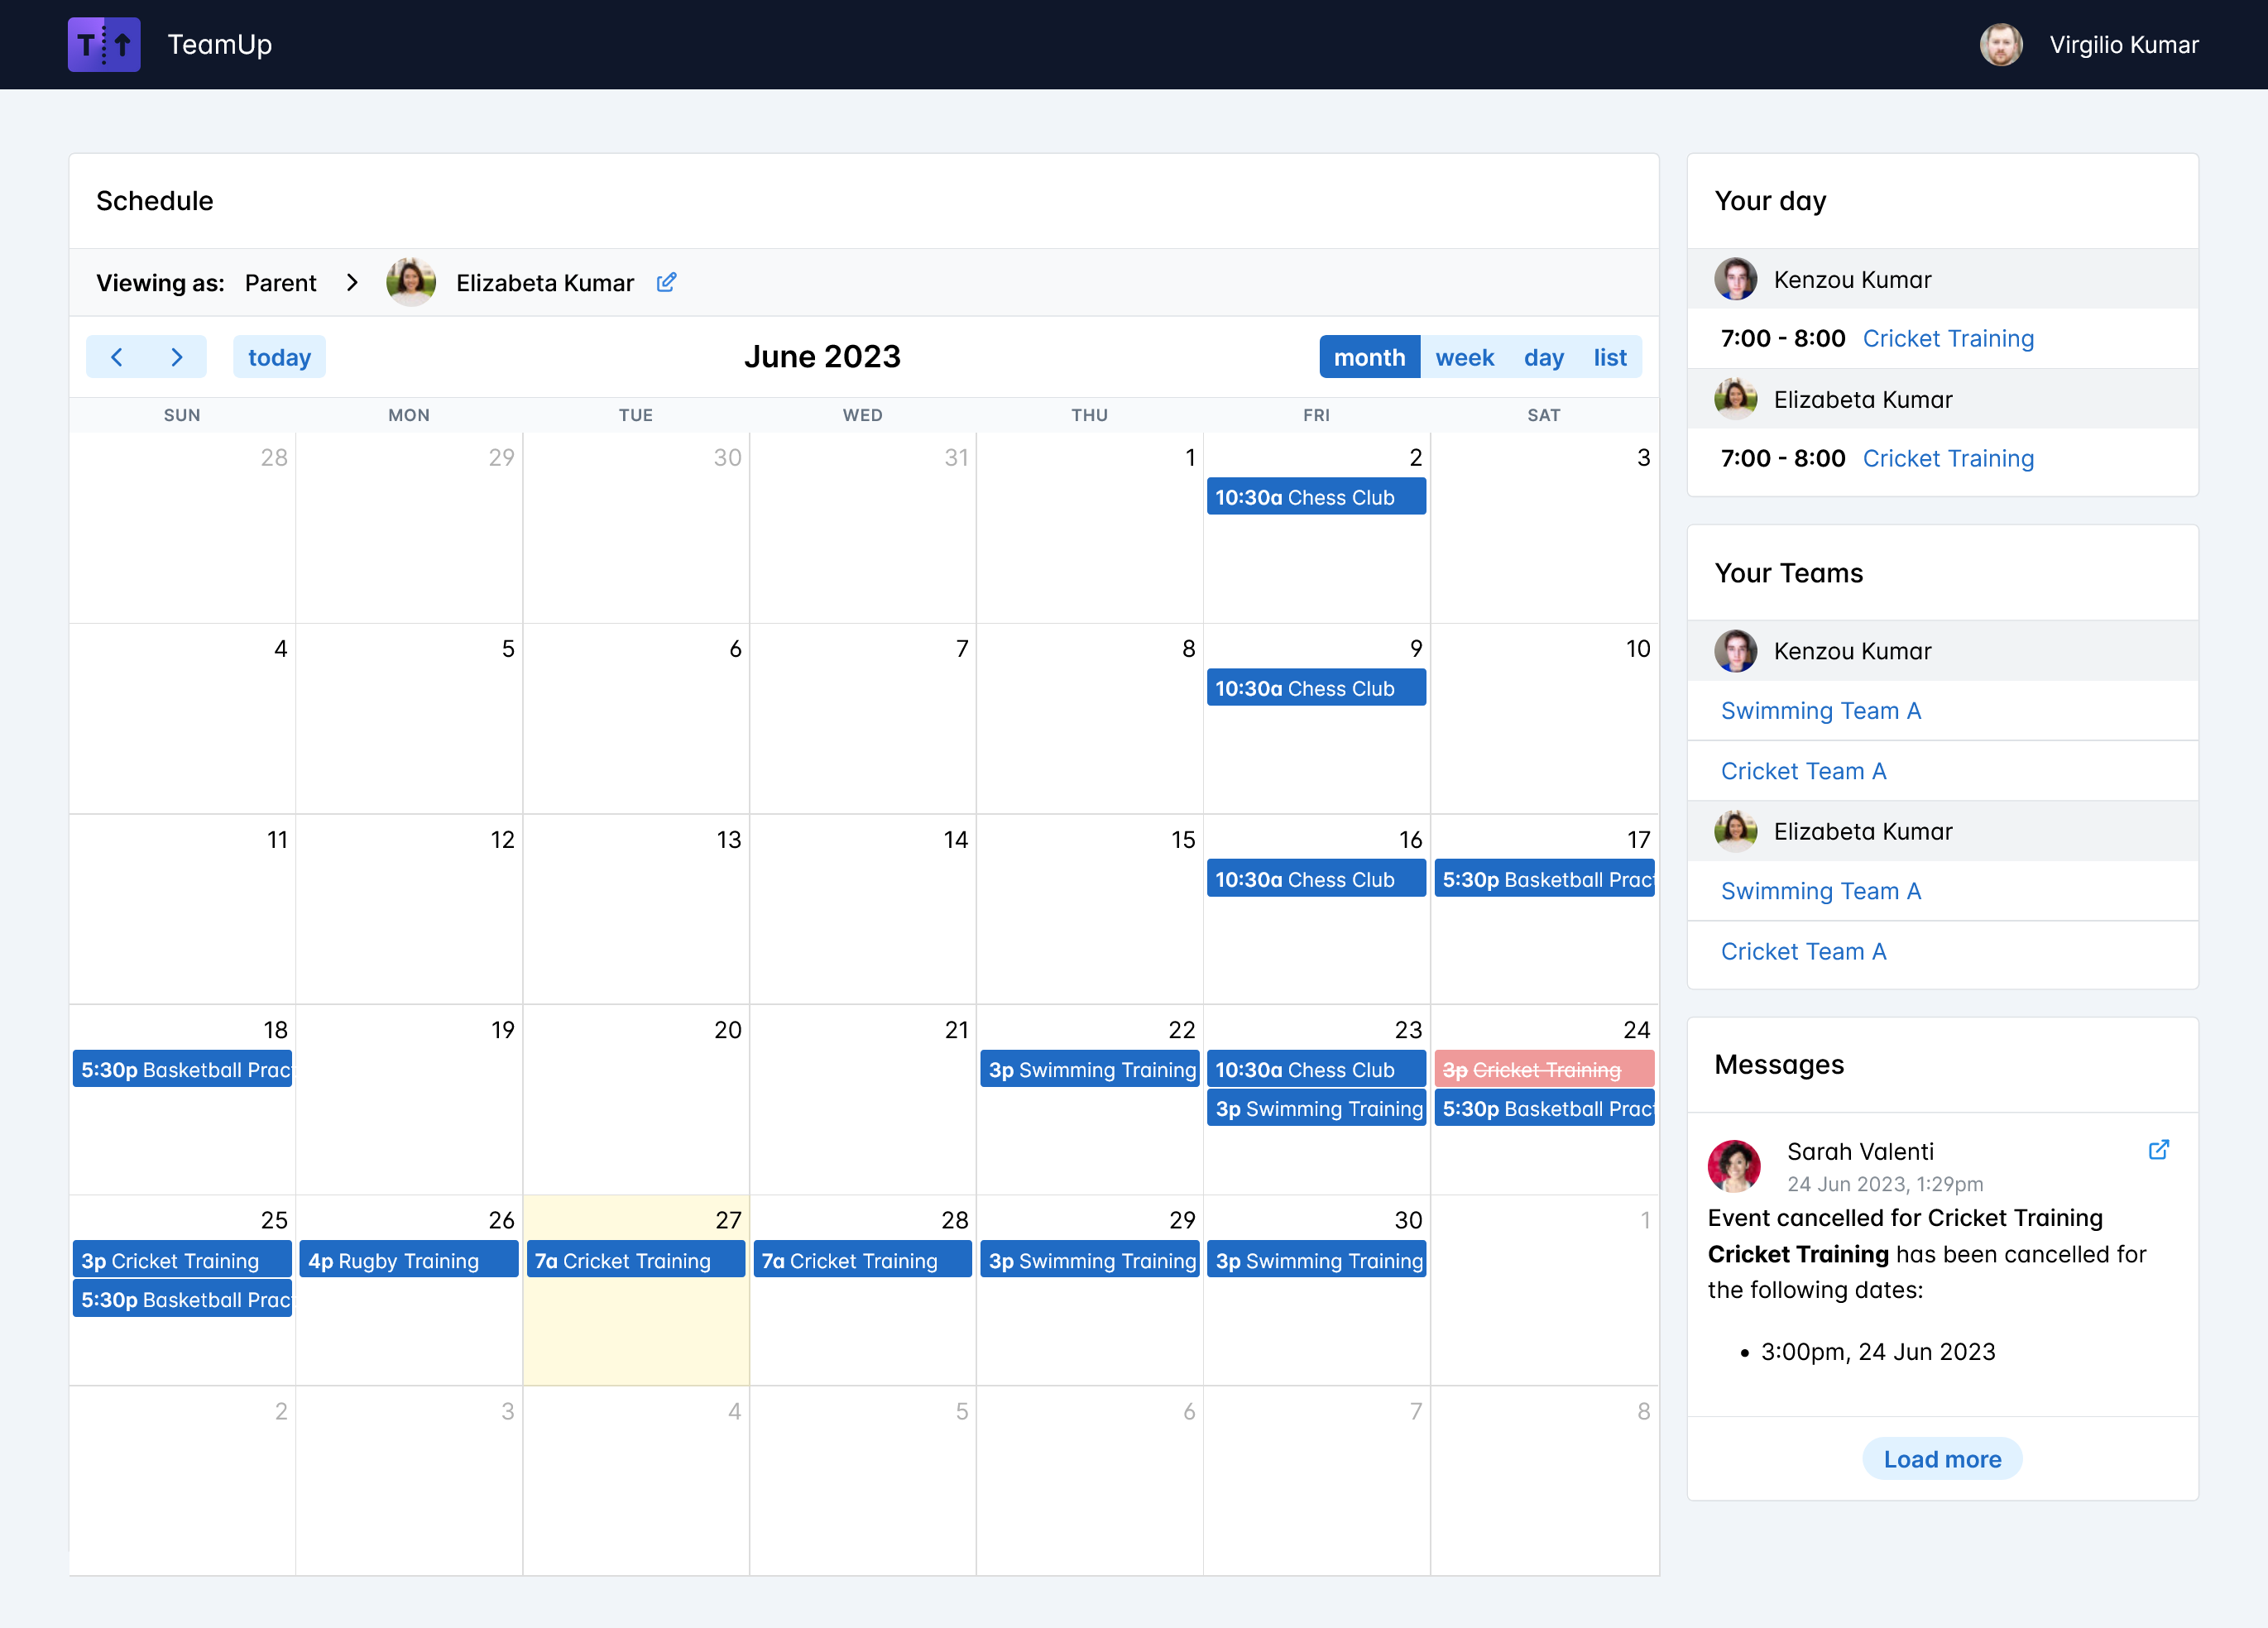 T
TeamUp
Virgilio Kumar
Schedule
Viewing as: Parent Elizabeta Kumar
today
June 2023
month week day list
SUN MON TUE WED THU FRI SAT
28 29 30 31 1 2 3
10:30a Chess Club
4 5 6 7 8 9 10
10:30a Chess Club
11 12 13 14 15 16 17
10:30a Chess Club 5:30p Basketball Pract
18 19 20 21 22 23 24
5:30p Basketball Pract 3p Swimming Training 10:30a Chess Club 3p Cricket Training
3p Swimming Training 5:30p Basketball Pract
25 26 27 28 29 30 1
3p Cricket Training 4p Rugby Training 7a Cricket Training 7a Cricket Training 3p Swimming Training 3p Swimming Training
5:30p Basketball Pract
2 3 4 5 6 7 8
Your day
Kenzou Kumar
7:00 - 8:00 Cricket Training
Elizabeta Kumar
7:00 - 8:00 Cricket Training
Your Teams
Kenzou Kumar
Swimming Team A
Cricket Team A
Elizabeta Kumar
Swimming Team A
Cricket Team A
Messages
Sarah Valenti
24 Jun 2023, 1:29pm
Event cancelled for Cricket Training
Cricket Training has been cancelled for
the following dates:
• 3:00pm, 24 Jun 2023
Load more